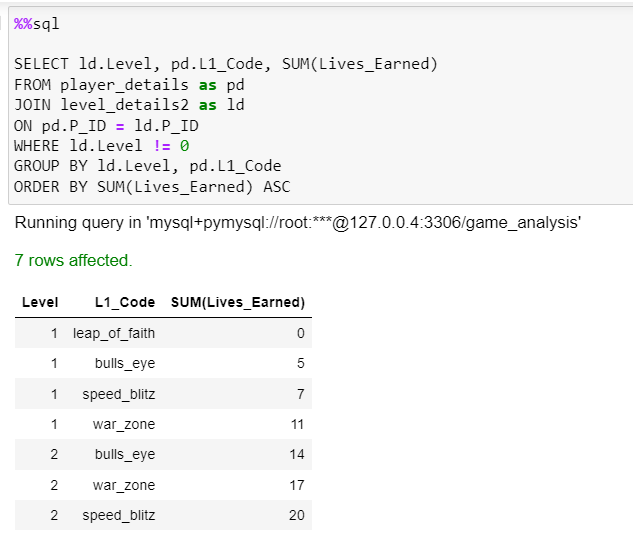 %%sql
SELECT ld.Level, pd.L1_Code, SUM(Lives_Earned)
FROM player_details as pd
JOIN level_details2 as ld
ON pd.P_ID = ld.P_ID
WHERE ld.Level != 0
GROUP BY ld.Level, pd.L1_Code
ORDER BY SUM(Lives_Earned) ASC
Running query in 'mysql+pymysql://root:***@127.0.0.4:3306/game_analysis'
7 rows affected.
Level L1_Code SUM(Lives_Earned)
1 leap_of_faith 0
1 bulls_eye 5
1 speed_blitz 7
1 war_zone 11
2 bulls_eye 14
2 war_zone 17
2 speed_blitz 20